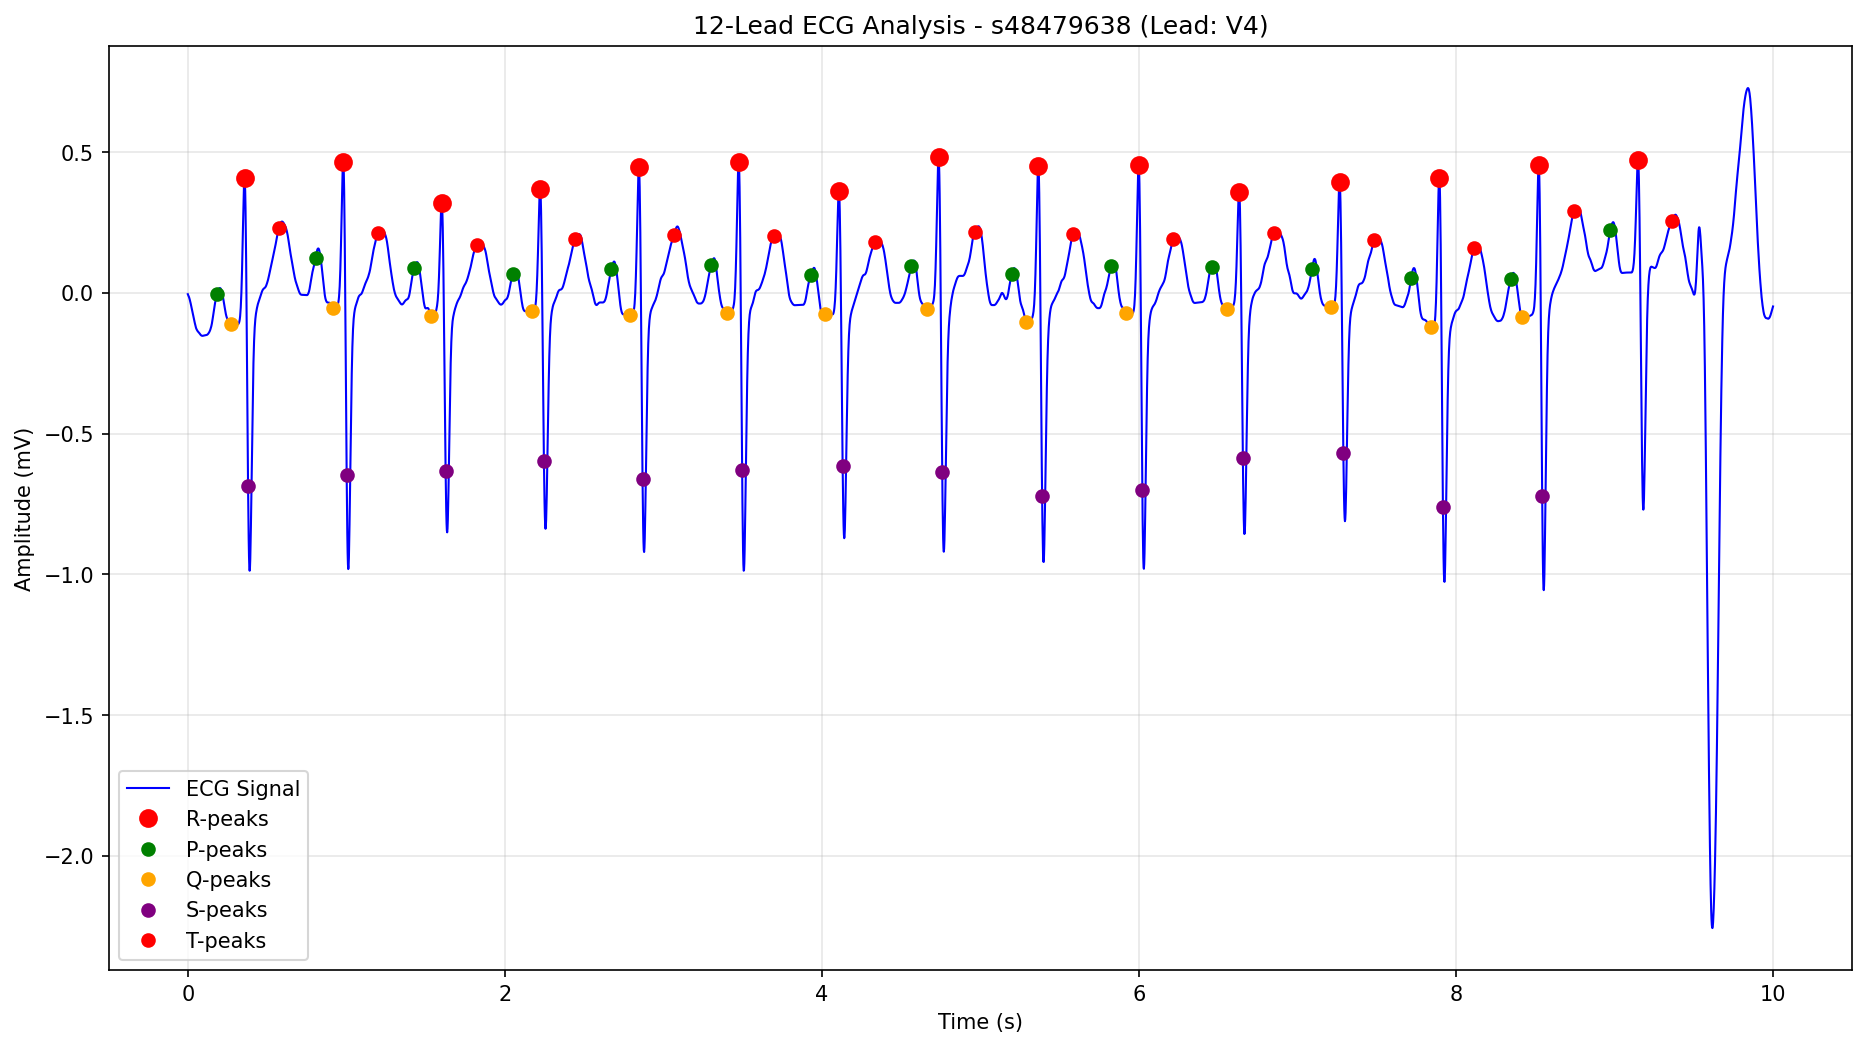 12-Lead ECG Analysis - s48479638 (Lead: V4)
Amplitude (mV)
0.5
0.0
−0.5
−1.0
−1.5
−2.0
ECG Signal
R-peaks
P-peaks
Q-peaks
S-peaks
T-peaks
0 2 4 6 8 10
Time (s)